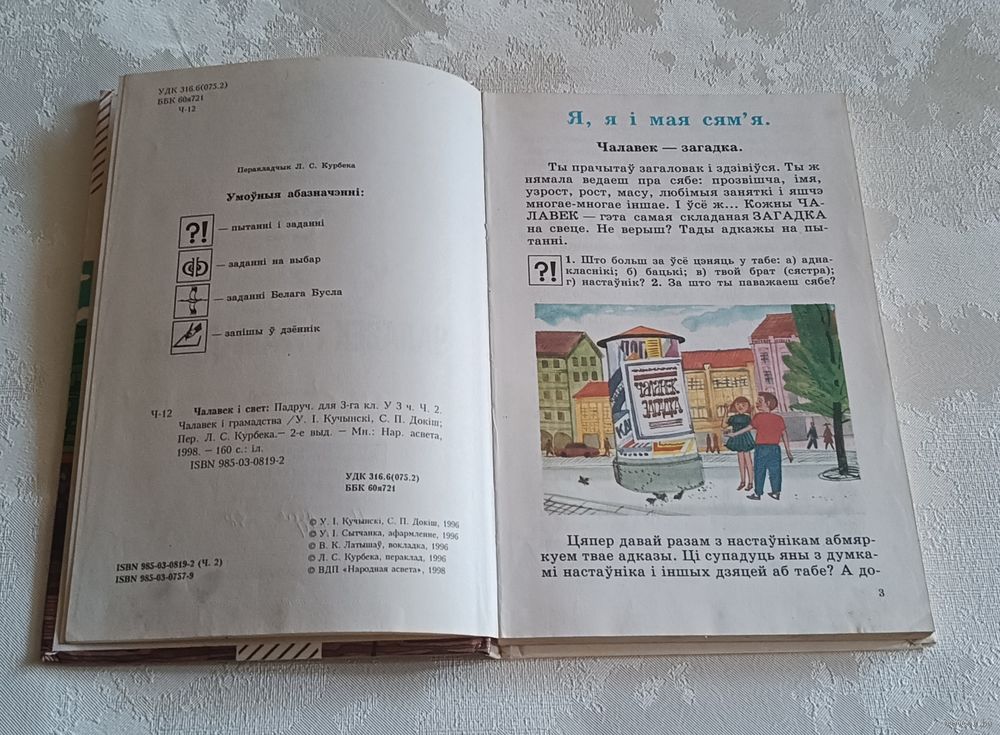 УДК 316.6(075.2)
ББК 60я721
Ч-12
Перакладчык Л. С. Курбека
Умоўныя абазначэнні:
?! — пытанні і заданні
— заданні на выбар
— заданні Белага Бусла
— запішы ў дзённік
Ч-12 Чалавек і свет: Падруч. для 3-га кл. У 3 ч. Ч. 2.
Чалавек і грамадства /У. І. Кучынскі, С. П. Докіш;
Пер. Л. С. Курбека.— 2-е выд. — Мн.: Нар. асвета,
1998. — 160 с.: іл.
ISBN 985-03-0819-2
УДК 316.6(075.2)
ББК 60я721
© У. І. Кучынскі, С. П. Докіш, 1996
© У. І. Сытчанка, афармленне, 1996
© В. К. Латышаў, вокладка, 1996
© Л. С. Курбека, пераклад, 1996
© ВДП «Народная асвета», 1998
ISBN 985-03-0819-2 (Ч. 2)
ISBN 985-03-0757-9
Я, я і мая сям’я.
Чалавек — загадка.
Ты прачытаў загаловак і здзівіўся. Ты ж
нямала ведаеш пра сябе: прозвішча, імя,
узрост, рост, масу, любімыя заняткі і яшчэ
многае-многае іншае. І ўсё ж... Кожны ЧА-
ЛАВЕК — гэта самая складаная ЗАГАДКА
на свеце. Не верыш? Тады адкажы на пы-
танні.
?! 1. Што больш за ўсё цэняць у табе: а) адна-
класнікі; б) бацькі; в) твой брат (сястра);
г) настаўнік? 2. За што ты паважаеш сябе?
ЧАЛАВЕК
ЗАГАДКА
Цяпер давай разам з настаўнікам абмяр-
куем твае адказы. Ці супадуць яны з думка-
мі настаўніка і іншых дзяцей аб табе? А до-
3